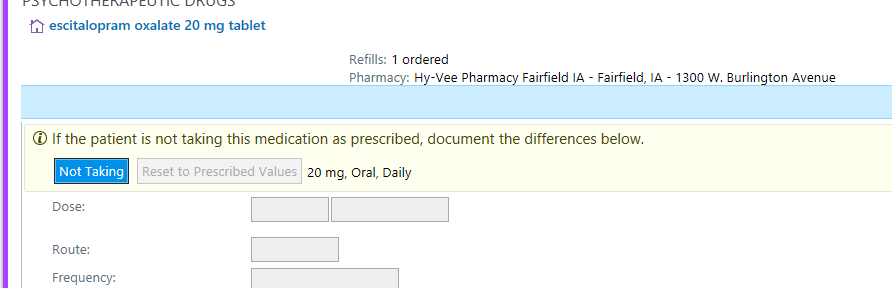 PSYCHOTHERAPEUTIC DRUGS
escitalopram oxalate 20 mg tablet
Refills: 1 ordered
Pharmacy: Hy-Vee Pharmacy Fairfield IA - Fairfield, IA - 1300 W. Burlington Avenue
If the patient is not taking this medication as prescribed, document the differences below.
Not Taking Reset to Prescribed Values 20 mg, Oral, Daily
Dose:
Route:
Frequency: